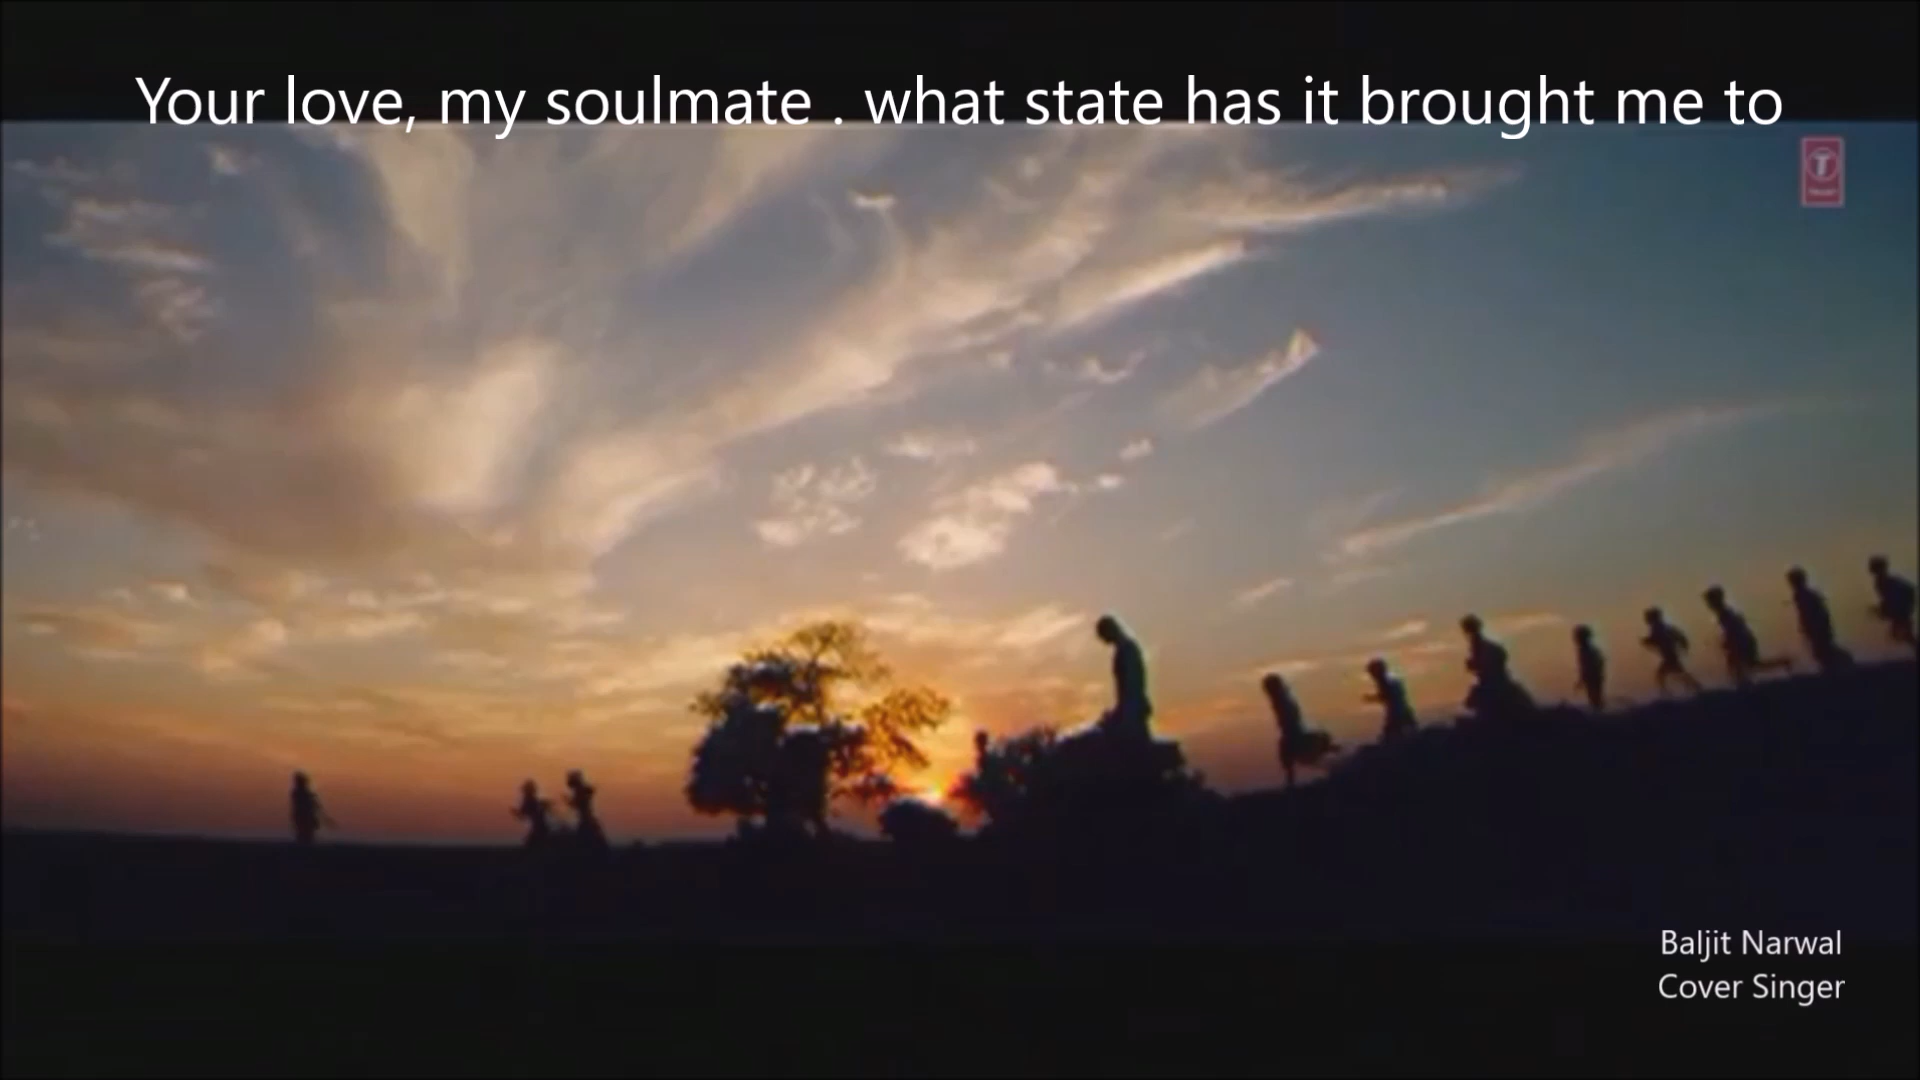 Your love, my soulmate . what state has it brought me to
Baljit Narwal
Cover Singer